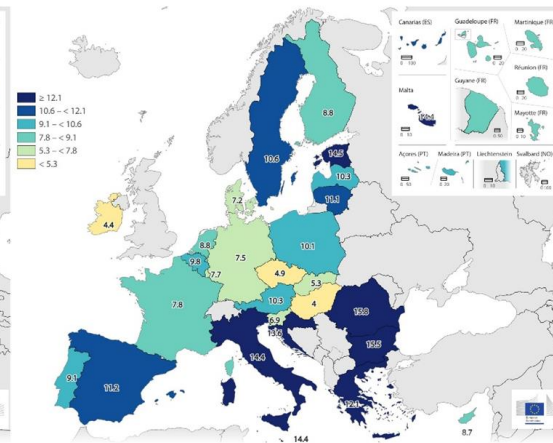 ≥ 12.1
10.6 – < 12.1
9.1 – < 10.6
7.8 – < 9.1
5.3 – < 7.8
< 5.3
Canarias (ES)
Guadeloupe (FR)
Martinique (FR)
Réunion (FR)
Guyane (FR)
Malta
Mayotte (FR)
Açores (PT)
Madeira (PT)
Liechtenstein
Svalbard (NO)
8.8
10.6
14.5
10.3
11.1
7.2
4.4
8.8
9.8
7.7
7.5
10.1
4.9
5.3
10.3
4
7.8
6.9
15.5
14.4
9.1
11.2
12.1
8.7
14.4